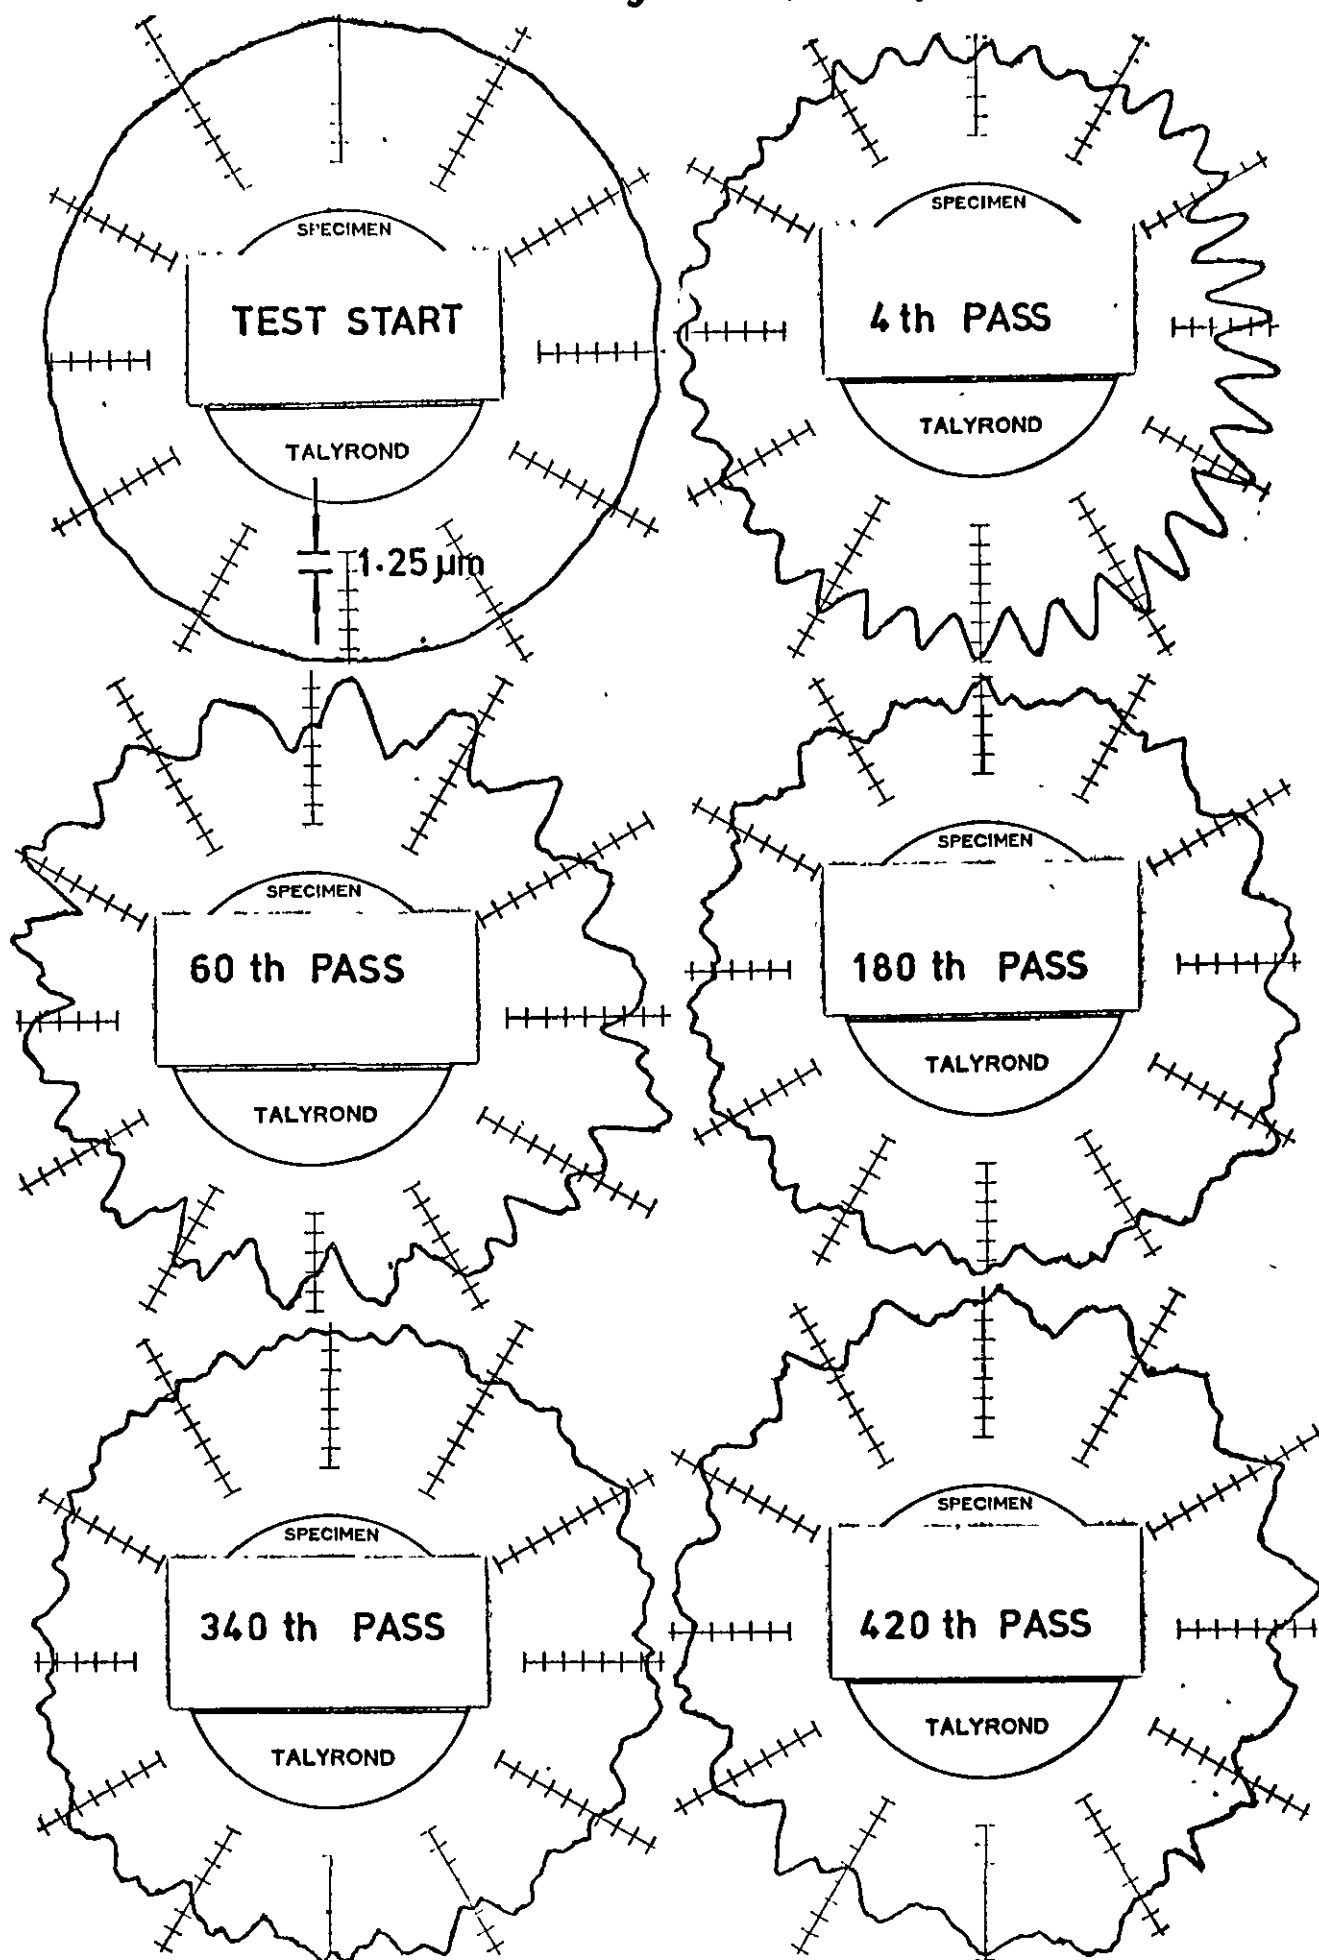 SPECIMEN
TEST START
TALYROND
1.25 µm
SPECIMEN
4 th PASS
TALYROND
SPECIMEN
60 th PASS
TALYROND
SPECIMEN
180 th PASS
TALYROND
SPECIMEN
340 th PASS
TALYROND
SPECIMEN
420 th PASS
TALYROND